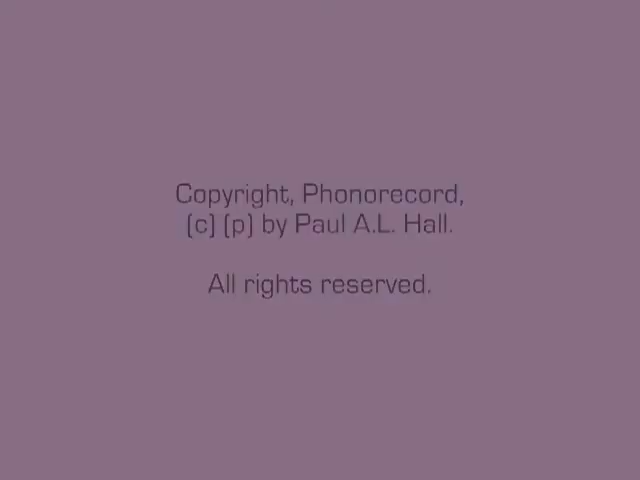 Copyright, Phonorecord,
(c) (p) by Paul A.L. Hall.
All rights reserved.